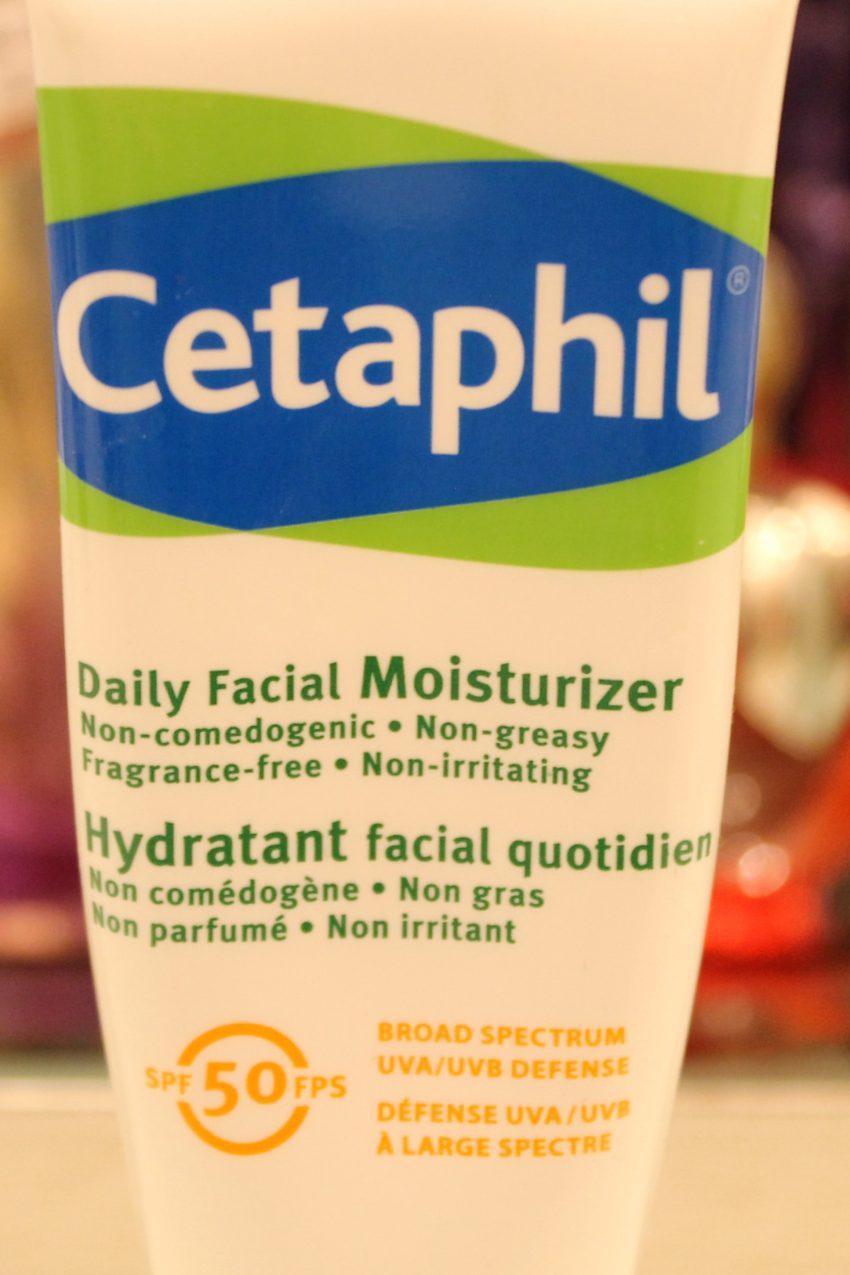 Cetaphil®
Daily Facial Moisturizer
Non-comedogenic • Non-greasy
Fragrance-free • Non-irritating
Hydratant facial quotidien
Non comédogène • Non gras
Non parfumé • Non irritant
SPF 50 FPS
BROAD SPECTRUM
UVA/UVB DEFENSE
DÉFENSE UVA/UVB
À LARGE SPECTRE